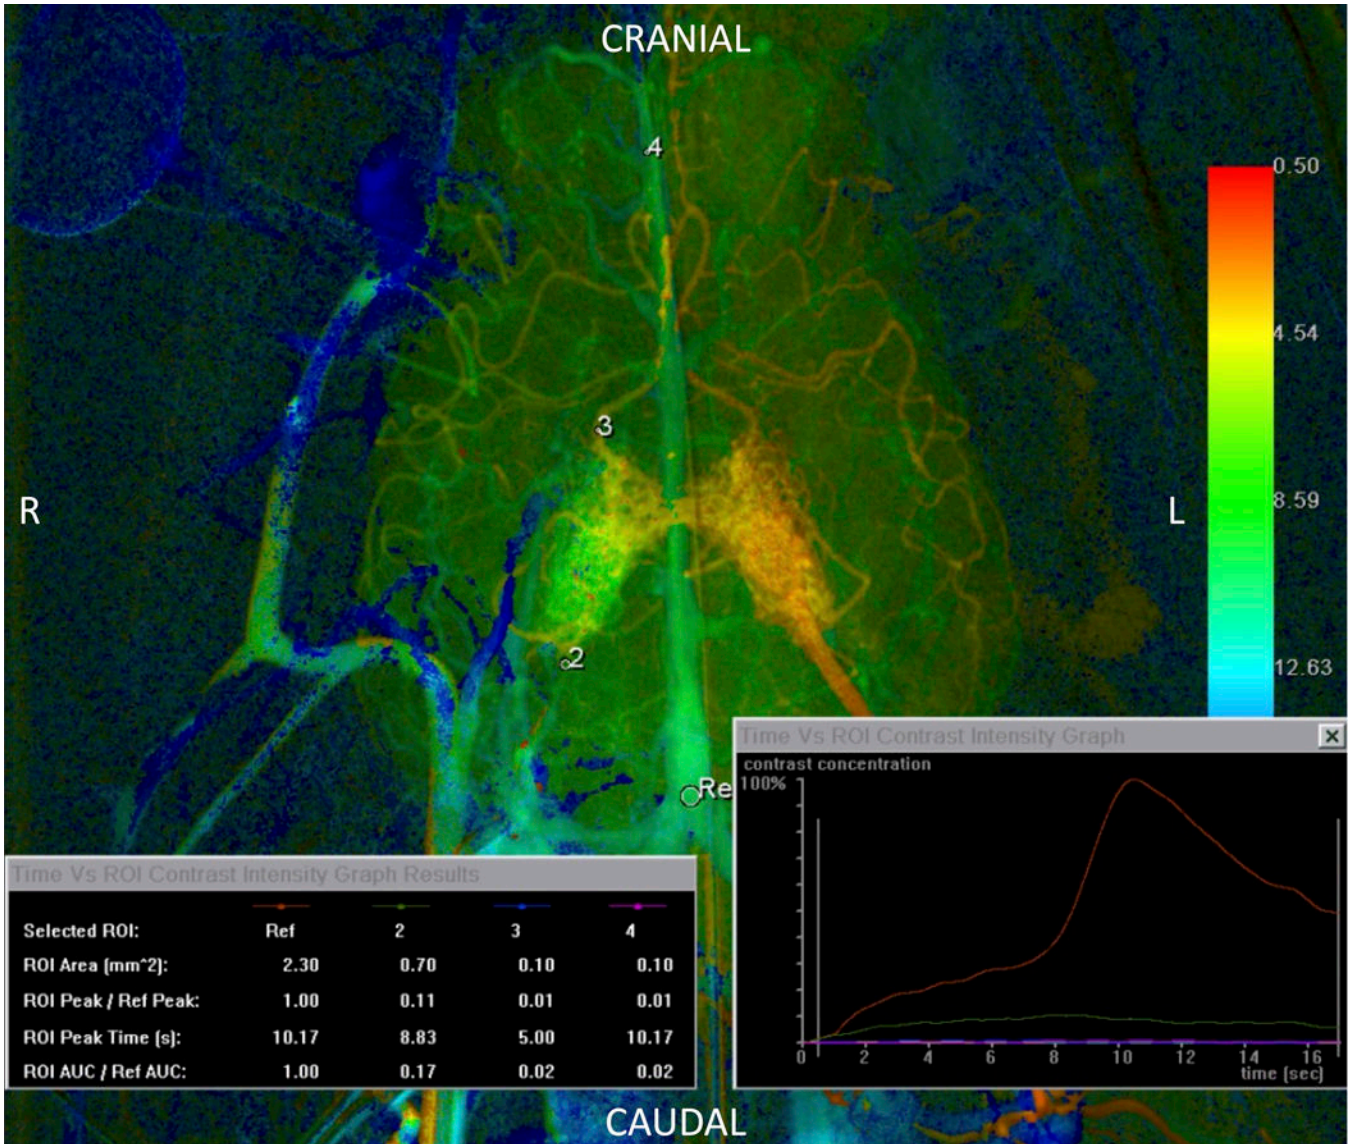 CRANIAL
4
0.50
4.54
3
8.59
R
L
2
12.63
Re
Time Vs ROI Contrast Intensity Graph
contrast concentration
100%
0 2 4 6 8 10 12 14 16
time (sec)
Time Vs ROI Contrast Intensity Graph Results
Selected ROI: Ref 2 3 4
ROI Area (mm^2): 2.30 0.70 0.10 0.10
ROI Peak / Ref Peak: 1.00 0.11 0.01 0.01
ROI Peak Time (s): 10.17 8.83 5.00 10.17
ROI AUC / Ref AUC: 1.00 0.17 0.02 0.02
CAUDAL